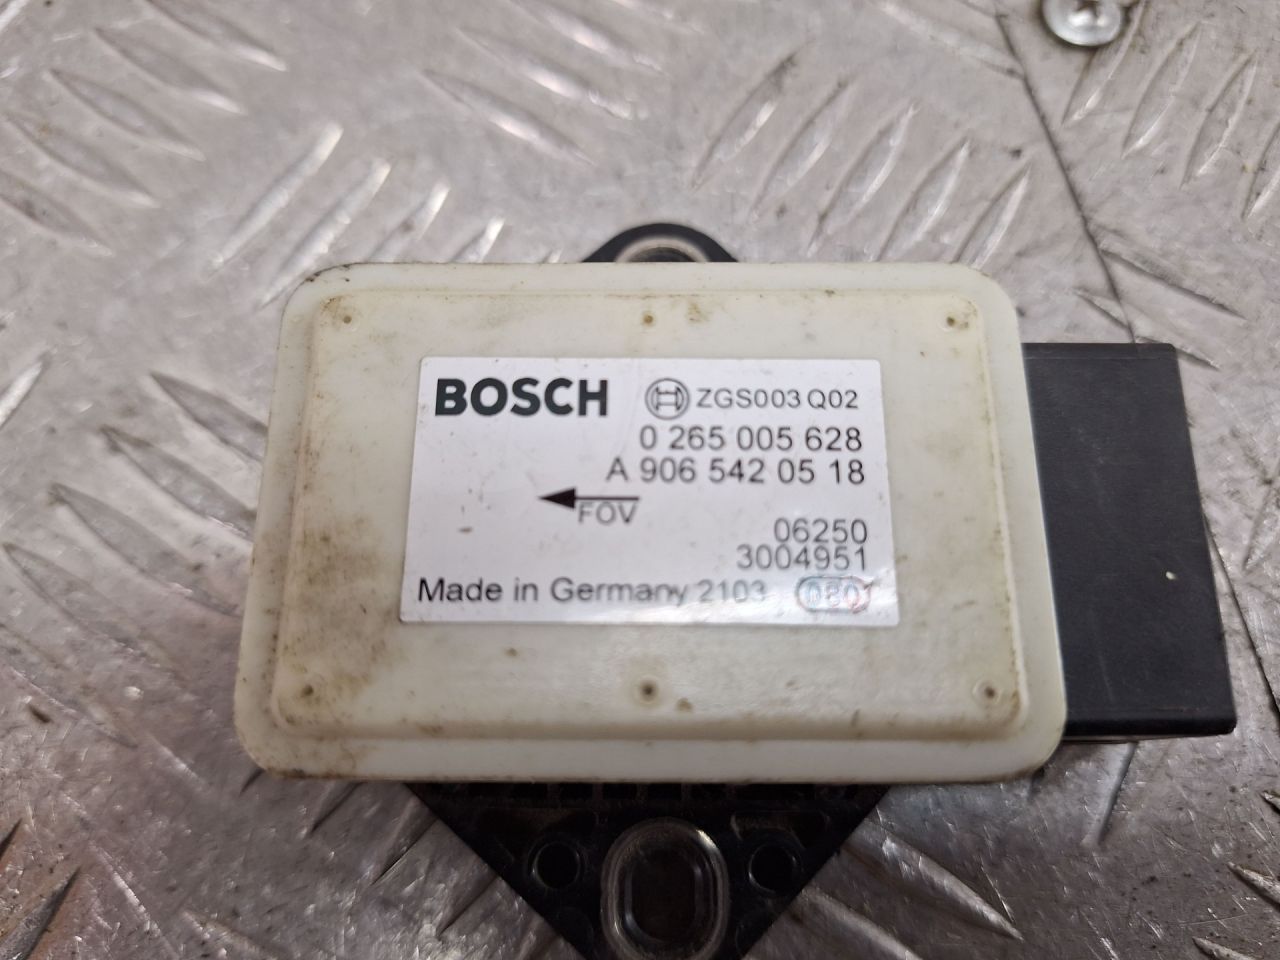 BOSCH
ZGS003 Q02
0 265 005 628
A 906 542 05 18
FOV
06250
3004951
Made in Germany 2103